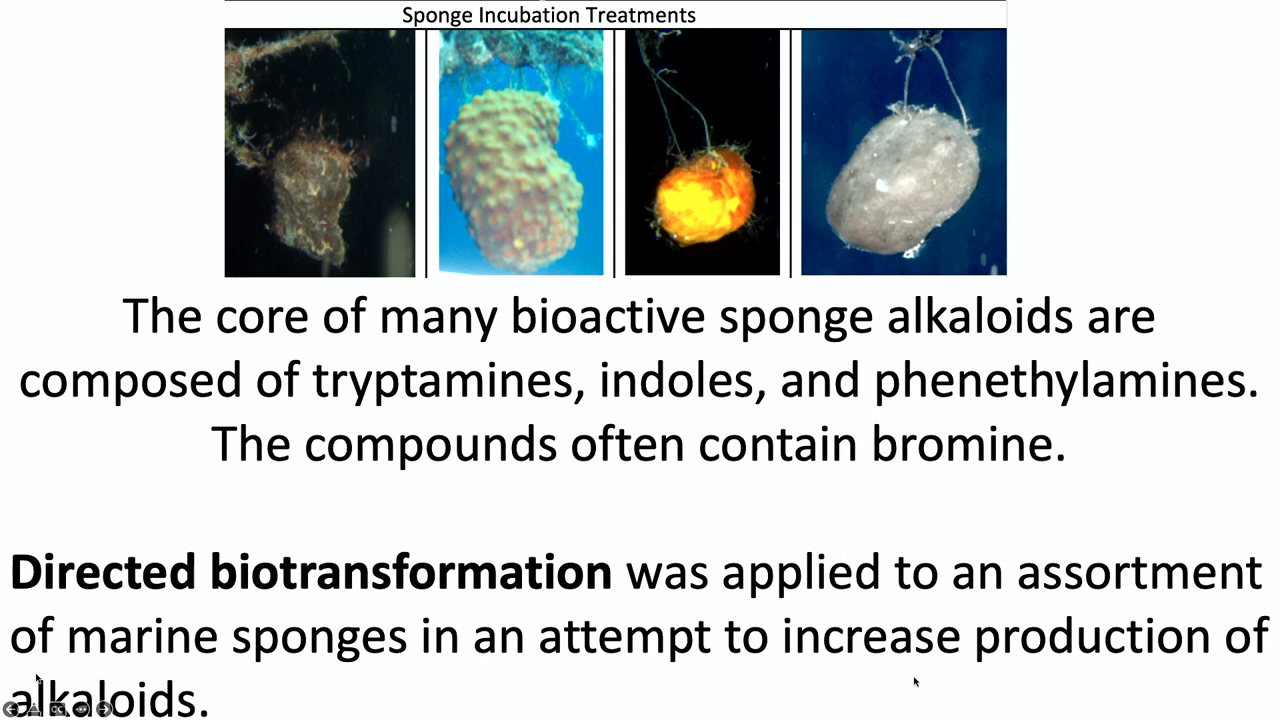 Sponge Incubation Treatments
The core of many bioactive sponge alkaloids are
composed of tryptamines, indoles, and phenethylamines.
The compounds often contain bromine.
Directed biotransformation was applied to an assortment
of marine sponges in an attempt to increase production of
alkaloids.